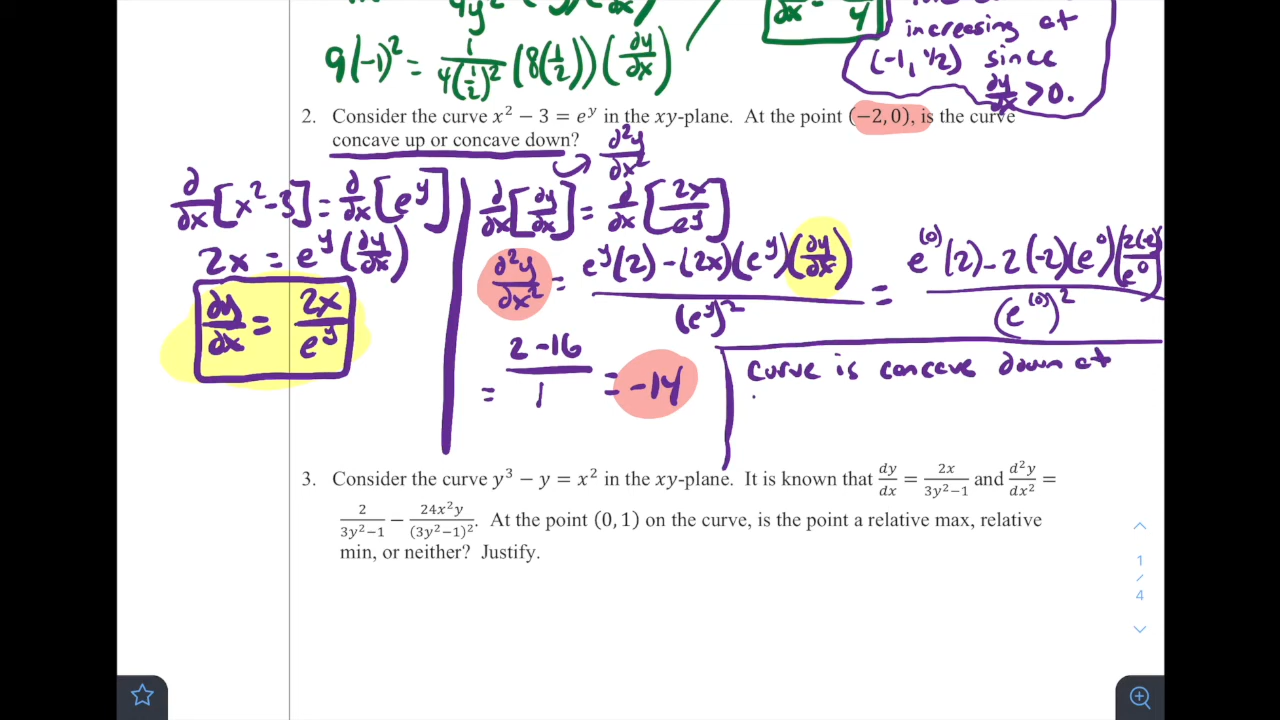 9(-1)² = 1/(4(1/2)²) (8(1/2)) (dy/dx)
increasing at
(-1, 1/2) since
dy/dx > 0.
2. Consider the curve x² − 3 = e^y in the xy-plane. At the point (−2, 0), is the curve
concave up or concave down?
d²y/dx²
d/dx [x² - 3] = d/dx [e^y]
2x = e^y (dy/dx)
dy/dx = 2x/e^y
d/dx [dy/dx] = d/dx [2x/e^y]
d²y/dx² = (e^y(2) - (2x)(e^y)(dy/dx))/(e^y)² = (e^(0)(2) - 2(-2)(e^0)(2(-2)/e^0))/(e^(0))²
= (2 - 16)/1 = -14
curve is concave down at
3. Consider the curve y³ − y = x² in the xy-plane. It is known that dy/dx = 2x/(3y²−1) and d²y/dx² =
2/(3y²−1) − 24x²y/(3y²−1)². At the point (0, 1) on the curve, is the point a relative max, relative
min, or neither? Justify.
1
/
4